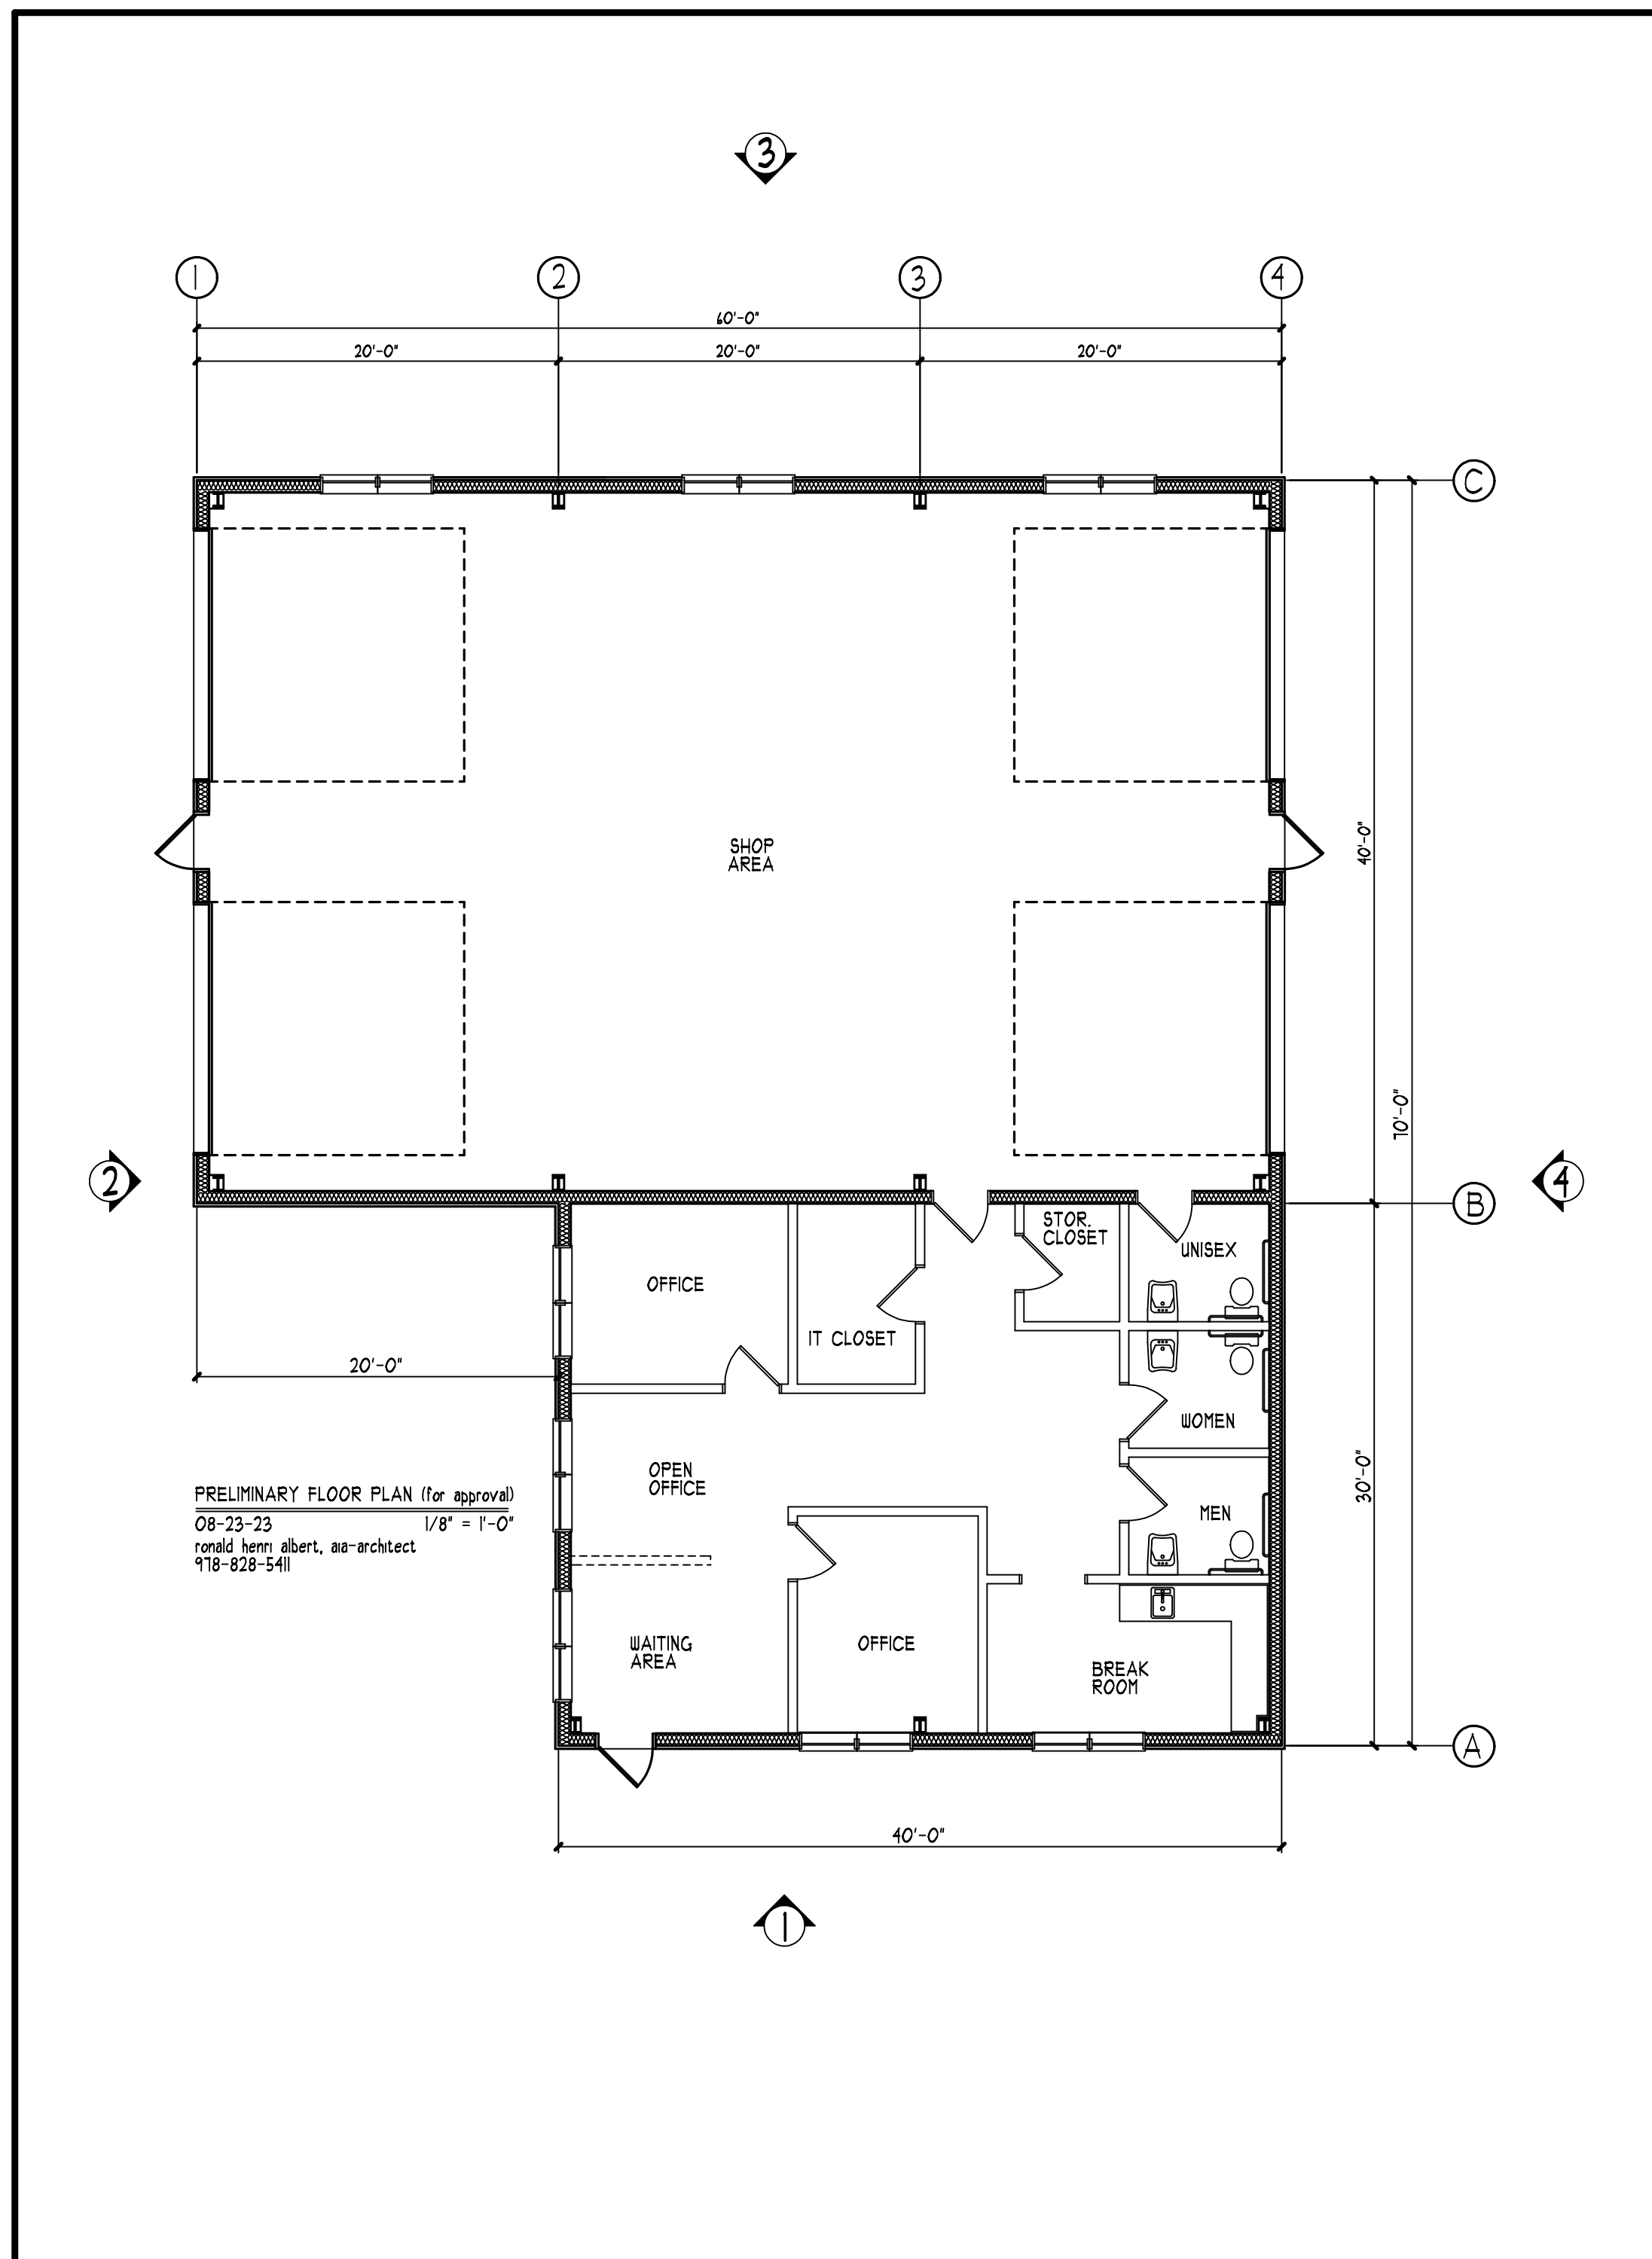 3
1 2 3 4
60'-0"
20'-0" 20'-0" 20'-0"
C
SHOP
AREA
40'-0"
70'-0"
2
4
B
STOR.
CLOSET
UNISEX
OFFICE
IT CLOSET
20'-0"
WOMEN
OPEN
OFFICE
30'-0"
MEN
PRELIMINARY FLOOR PLAN (for approval)
08-23-23 1/8" = 1'-0"
ronald henri albert, aia-architect
978-828-5411
WAITING
AREA
OFFICE
BREAK
ROOM
A
40'-0"
1